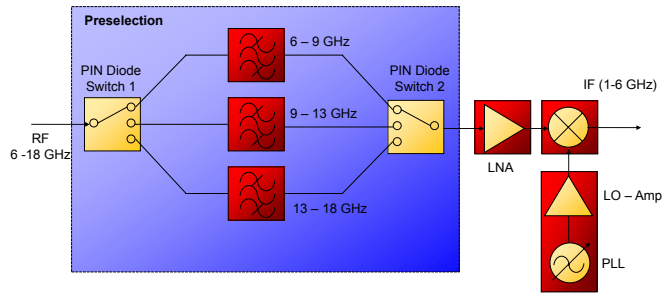 Preselection
6 – 9 GHz
PIN Diode
Switch 1
PIN Diode
Switch 2
IF (1-6 GHz)
9 – 13 GHz
RF
6 -18 GHz
LNA
13 – 18 GHz
LO – Amp
PLL